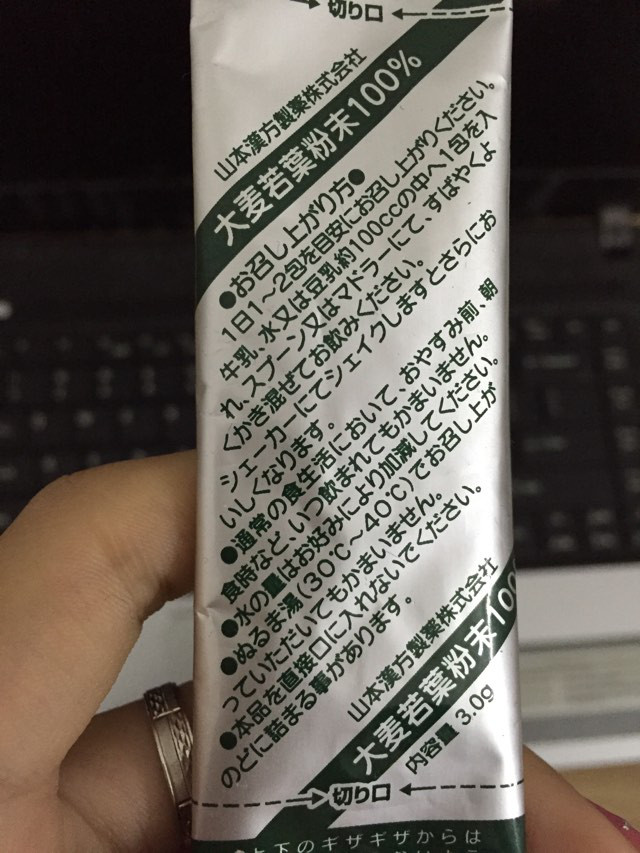 切り口
山本漢方製薬株式会社
大麦若葉粉末100%
●お召し上がり方●
1日1〜2包を目安にお召し上がりください。
牛乳、水又は豆乳約100ccの中へ1包を入
れ、スプーン又はマドラーにて、すばやくよ
くかき混ぜてお飲みください。
シェーカーにてシェイクしますとさらにお
いしくなります。
●通常の食生活において、おやすみ前、朝
食時など、いつ飲まれてもかまいません。
●水の量はお好みにより加減してください。
●ぬるま湯(30℃〜40℃)でお召し上が
っていただいてもかまいません。
●本品を直接口に入れないでください。
のどに詰まる事があります。
山本漢方製薬株式会社
大麦若葉粉末100
内容量 3.0g
切り口
上下のギザギザからは